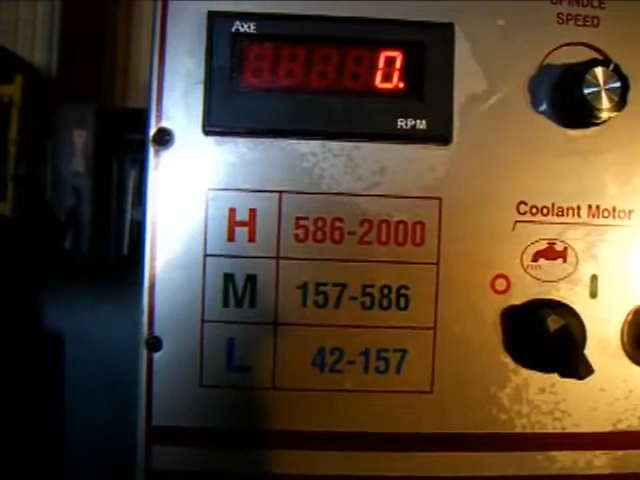 AXE
0.
RPM
SPINDLE
SPEED
H 586-2000
M 157-586
L 42-157
Coolant Motor